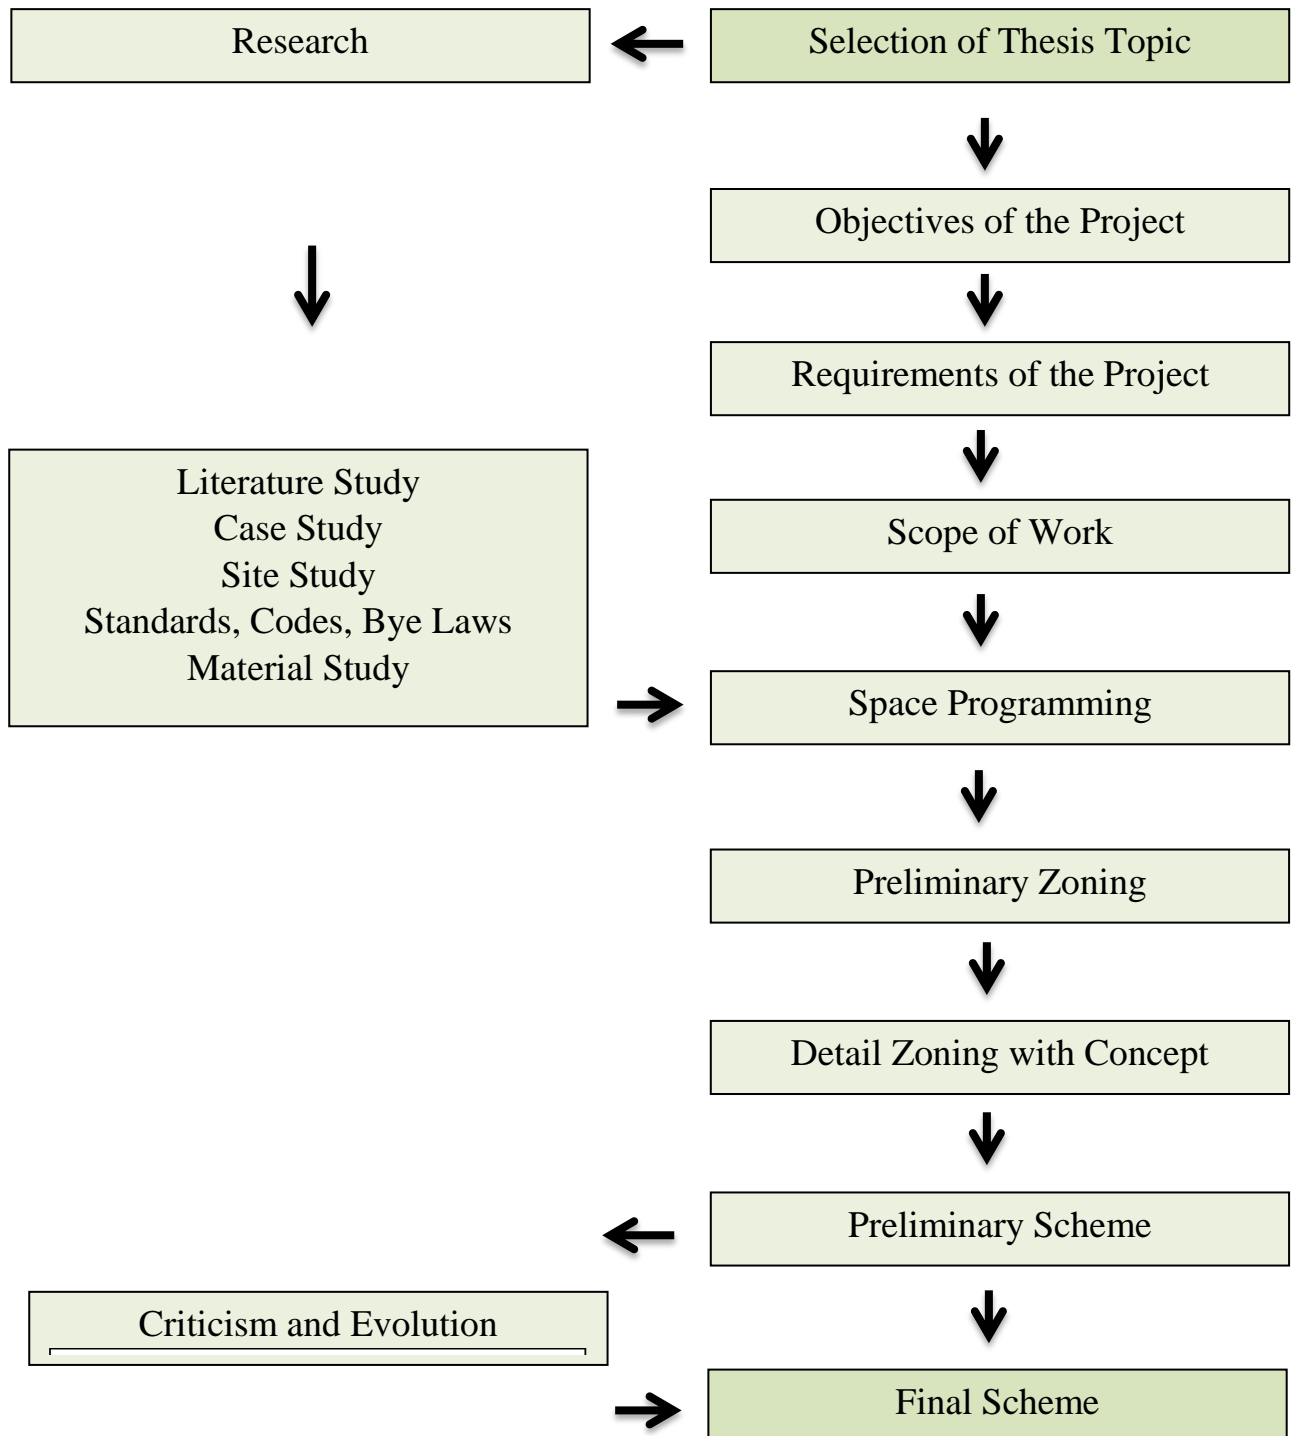 Research
Selection of Thesis Topic
Objectives of the Project
Requirements of the Project
Literature Study
Case Study
Site Study
Standards, Codes, Bye Laws
Material Study
Scope of Work
Space Programming
Preliminary Zoning
Detail Zoning with Concept
Preliminary Scheme
Criticism and Evolution
Final Scheme